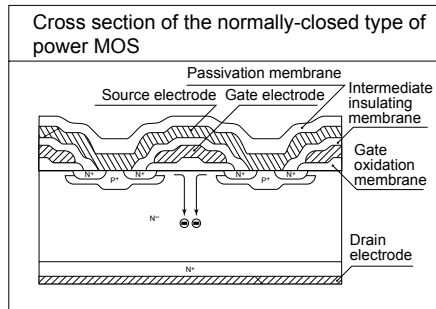 Cross section of the normally-closed type of
power MOS
Passivation membrane
Source electrode
Gate electrode
Intermediate
insulating
membrane
Gate
oxidation
membrane
N+
N+
N+
N+
P+
P+
N−
N+
Drain
electrode